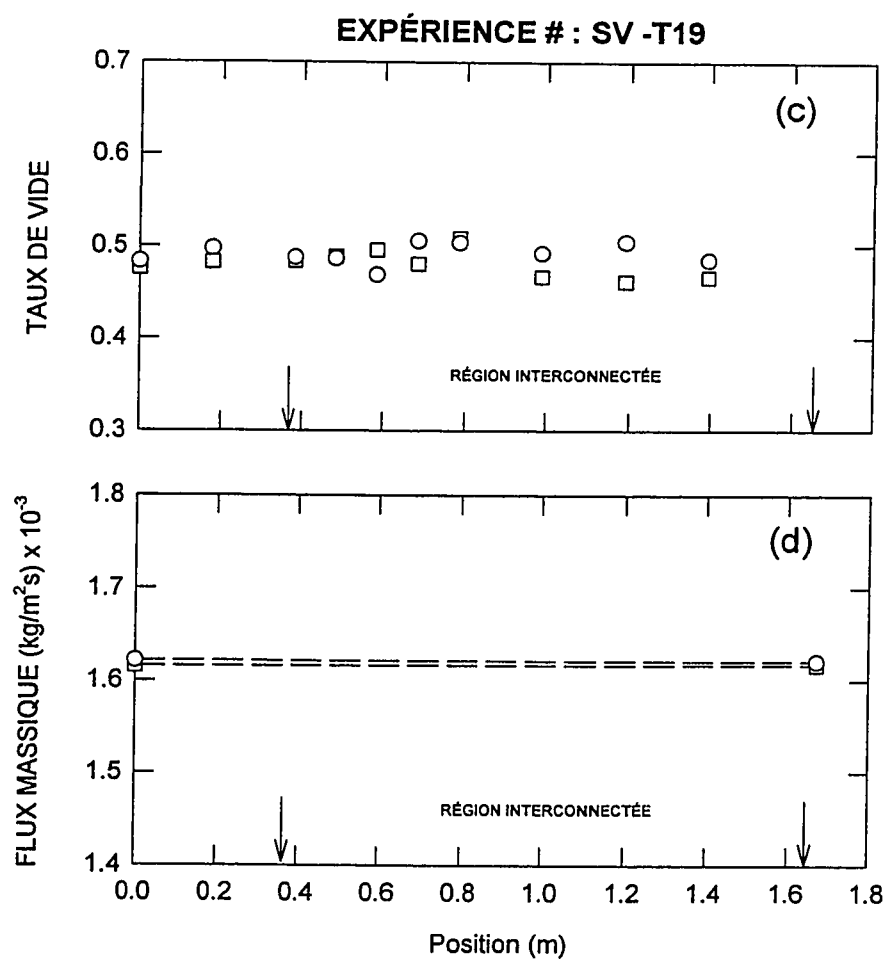 EXPÉRIENCE # : SV -T19
(c)
TAUX DE VIDE
0.7
0.6
0.5
0.4
0.3
RÉGION INTERCONNECTÉE
(d)
FLUX MASSIQUE (kg/m²s) x 10⁻³
1.8
1.7
1.6
1.5
1.4
RÉGION INTERCONNECTÉE
0.0 0.2 0.4 0.6 0.8 1.0 1.2 1.4 1.6 1.8
Position (m)